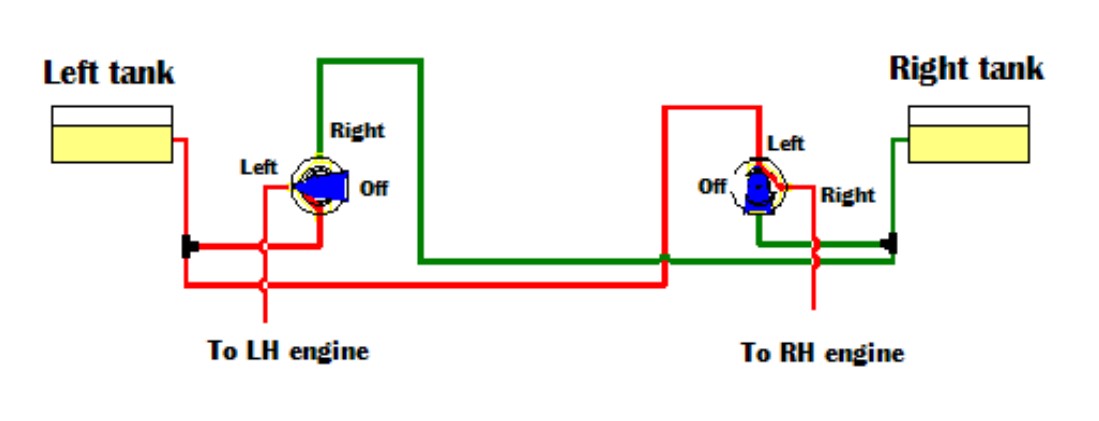 Left tank
Right tank
Right
Left
Left
Off
Off
Right
To LH engine
To RH engine